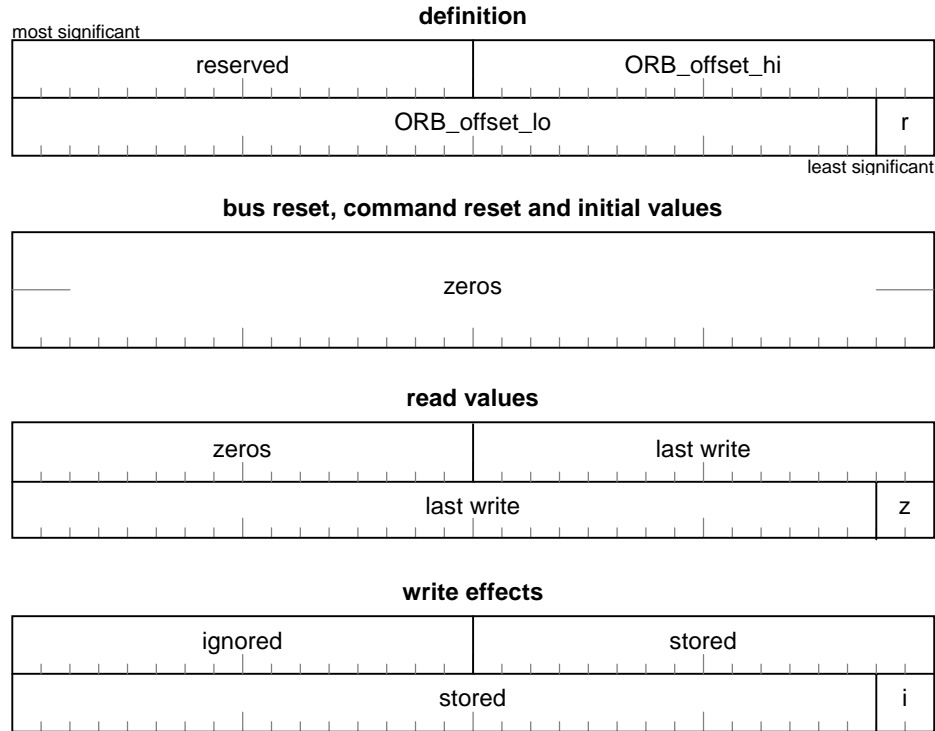 definition
most significant
reserved ORB_offset_hi
ORB_offset_lo r
least significant
bus reset, command reset and initial values
zeros
read values
zeros last write
last write z
write effects
ignored stored
stored i